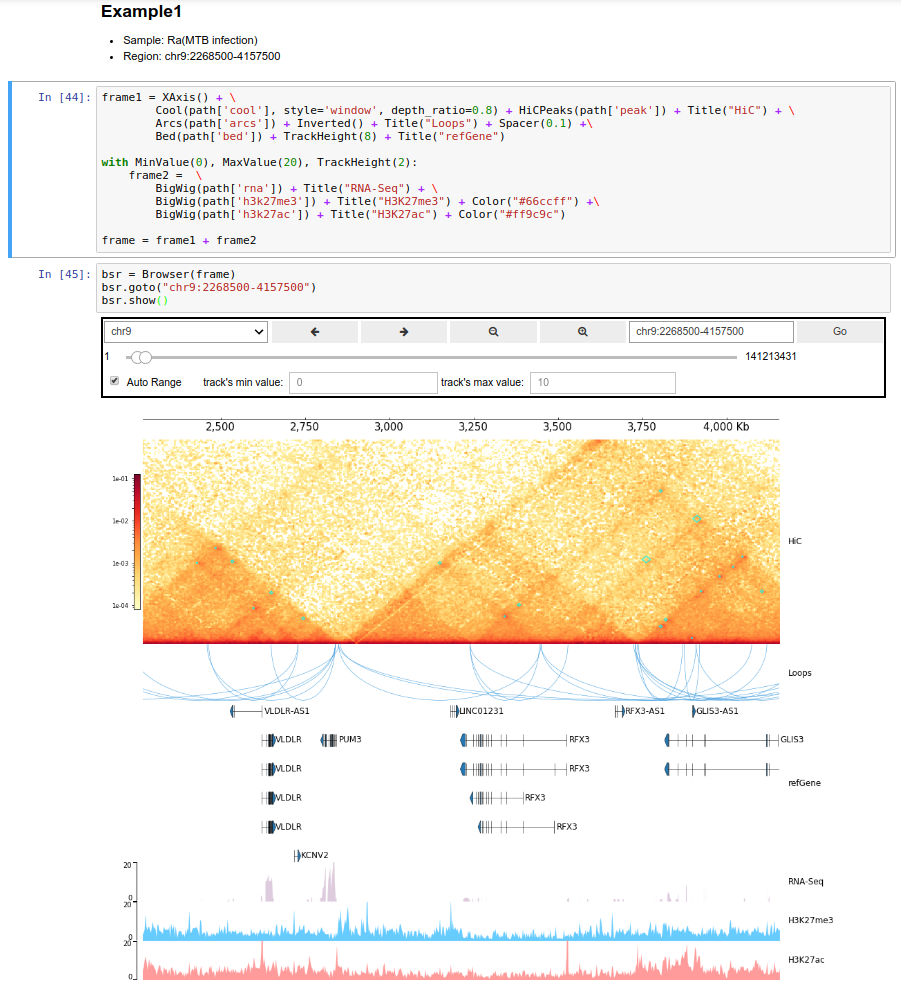 Example1
• Sample: Ra(MTB infection)
• Region: chr9:2268500-4157500
In [44]: frame1 = XAxis() + \
Cool(path['cool'], style='window', depth_ratio=0.8) + HiCPeaks(path['peak']) + Title("HiC") + \
Arcs(path['arcs']) + Inverted() + Title("Loops") + Spacer(0.1) +\
Bed(path['bed']) + TrackHeight(8) + Title("refGene")
with MinValue(0), MaxValue(20), TrackHeight(2):
frame2 = \
BigWig(path['rna']) + Title("RNA-Seq") + \
BigWig(path['h3k27me3']) + Title("H3K27me3") + Color("#66ccff") +\
BigWig(path['h3k27ac']) + Title("H3K27ac") + Color("#ff9c9c")
frame = frame1 + frame2
In [45]: bsr = Browser(frame)
bsr.goto("chr9:2268500-4157500")
bsr.show()
chr9 chr9:2268500-4157500 Go
1 141213431
Auto Range track's min value: 0 track's max value: 10
2,500 2,750 3,000 3,250 3,500 3,750 4,000 Kb
1e-01
1e-02
HiC
1e-03
1e-04
Loops
VLDLR-AS1 LINC01231 RFX3-AS1 GLIS3-AS1
VLDLR PUM3 RFX3 GLIS3
VLDLR RFX3
refGene
VLDLR RFX3
VLDLR RFX3
KCNV2
20
RNA-Seq
0
20
H3K27me3
0
20
H3K27ac
0